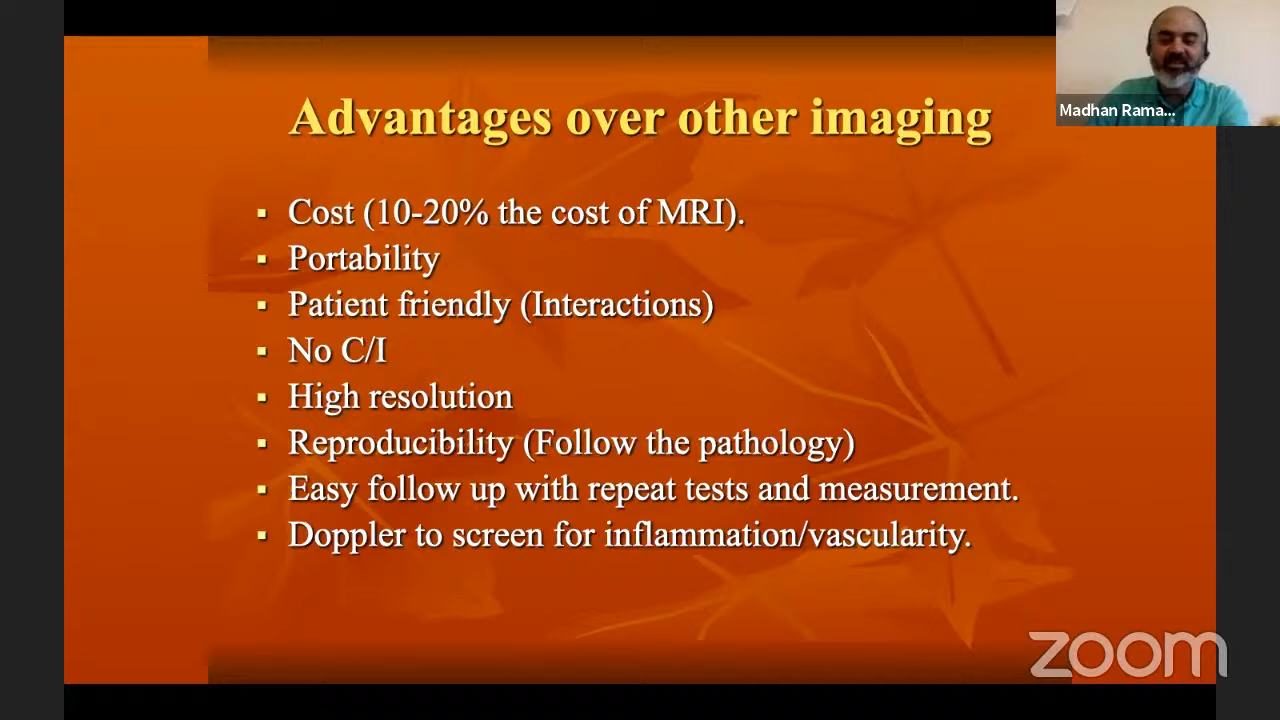 Advantages over other imaging
Cost (10-20% the cost of MRI).
Portability
Patient friendly (Interactions)
No C/I
High resolution
Reproducibility (Follow the pathology)
Easy follow up with repeat tests and measurement.
Doppler to screen for inflammation/vascularity.
Madhan Rama...
zoom